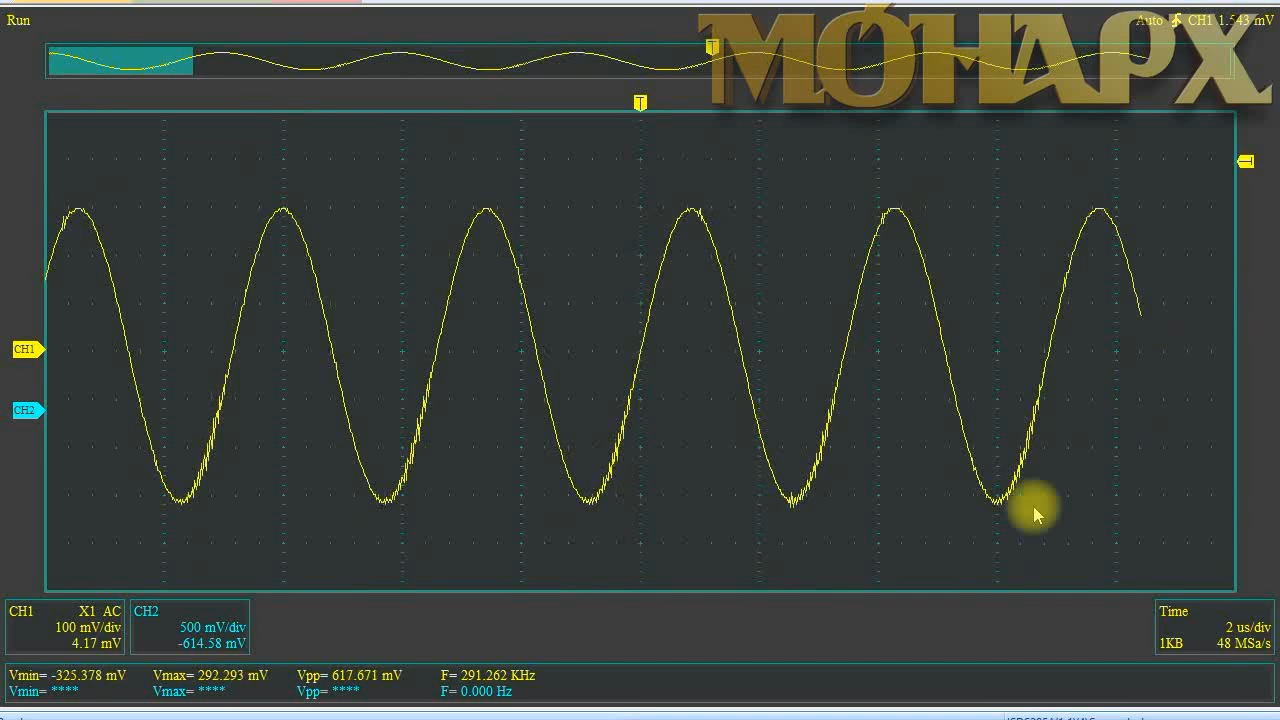 Run
Auto CH1 1.543 mV
МОНАРХ
T
T
CH1
CH2
CH1 X1 AC
100 mV/div
4.17 mV
CH2
500 mV/div
-614.58 mV
Time
2 us/div
1KB 48 MSa/s
Vmin= -325.378 mV Vmax= 292.293 mV Vpp= 617.671 mV F= 291.262 KHz
Vmin= **** Vmax= **** Vpp= **** F= 0.000 Hz